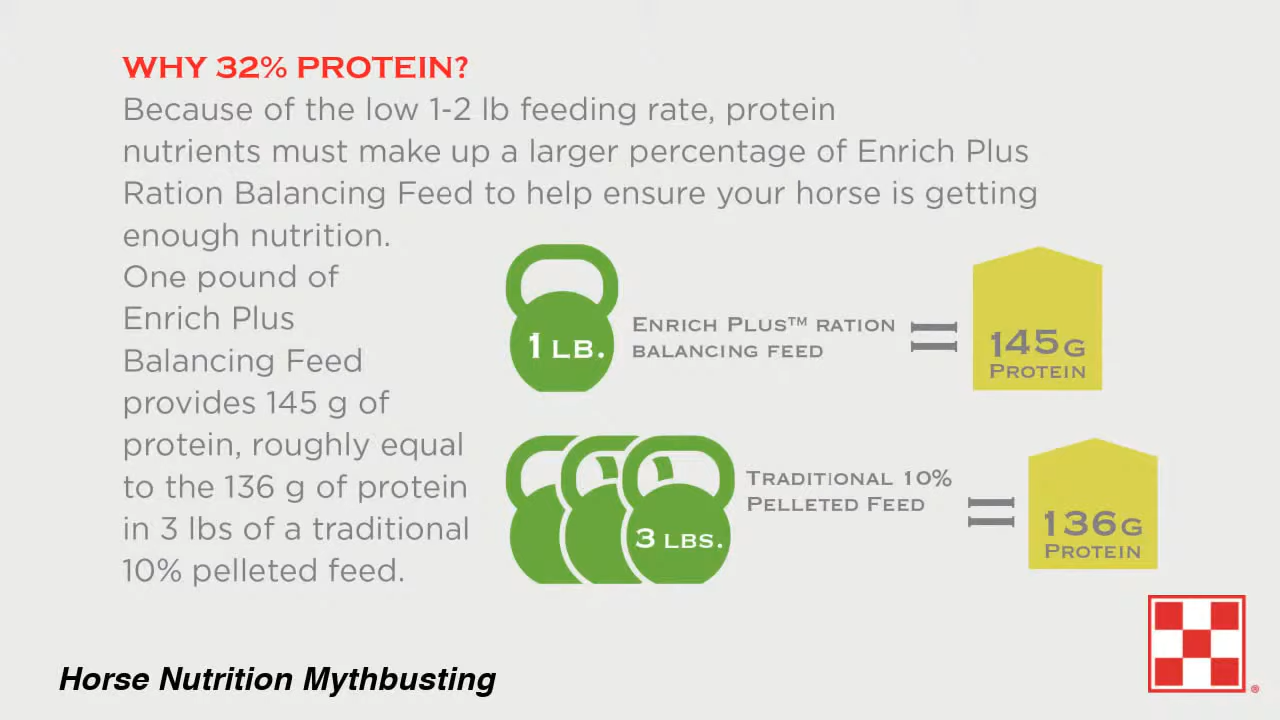 WHY 32% PROTEIN?
Because of the low 1-2 lb feeding rate, protein
nutrients must make up a larger percentage of Enrich Plus
Ration Balancing Feed to help ensure your horse is getting
enough nutrition.
One pound of
Enrich Plus
Balancing Feed
provides 145 g of
protein, roughly equal
to the 136 g of protein
in 3 lbs of a traditional
10% pelleted feed.
1 LB.
ENRICH PLUS™ RATION
BALANCING FEED
=
145G
PROTEIN
3 LBS.
TRADITIONAL 10%
PELLETED FEED
=
136G
PROTEIN
®
Horse Nutrition Mythbusting